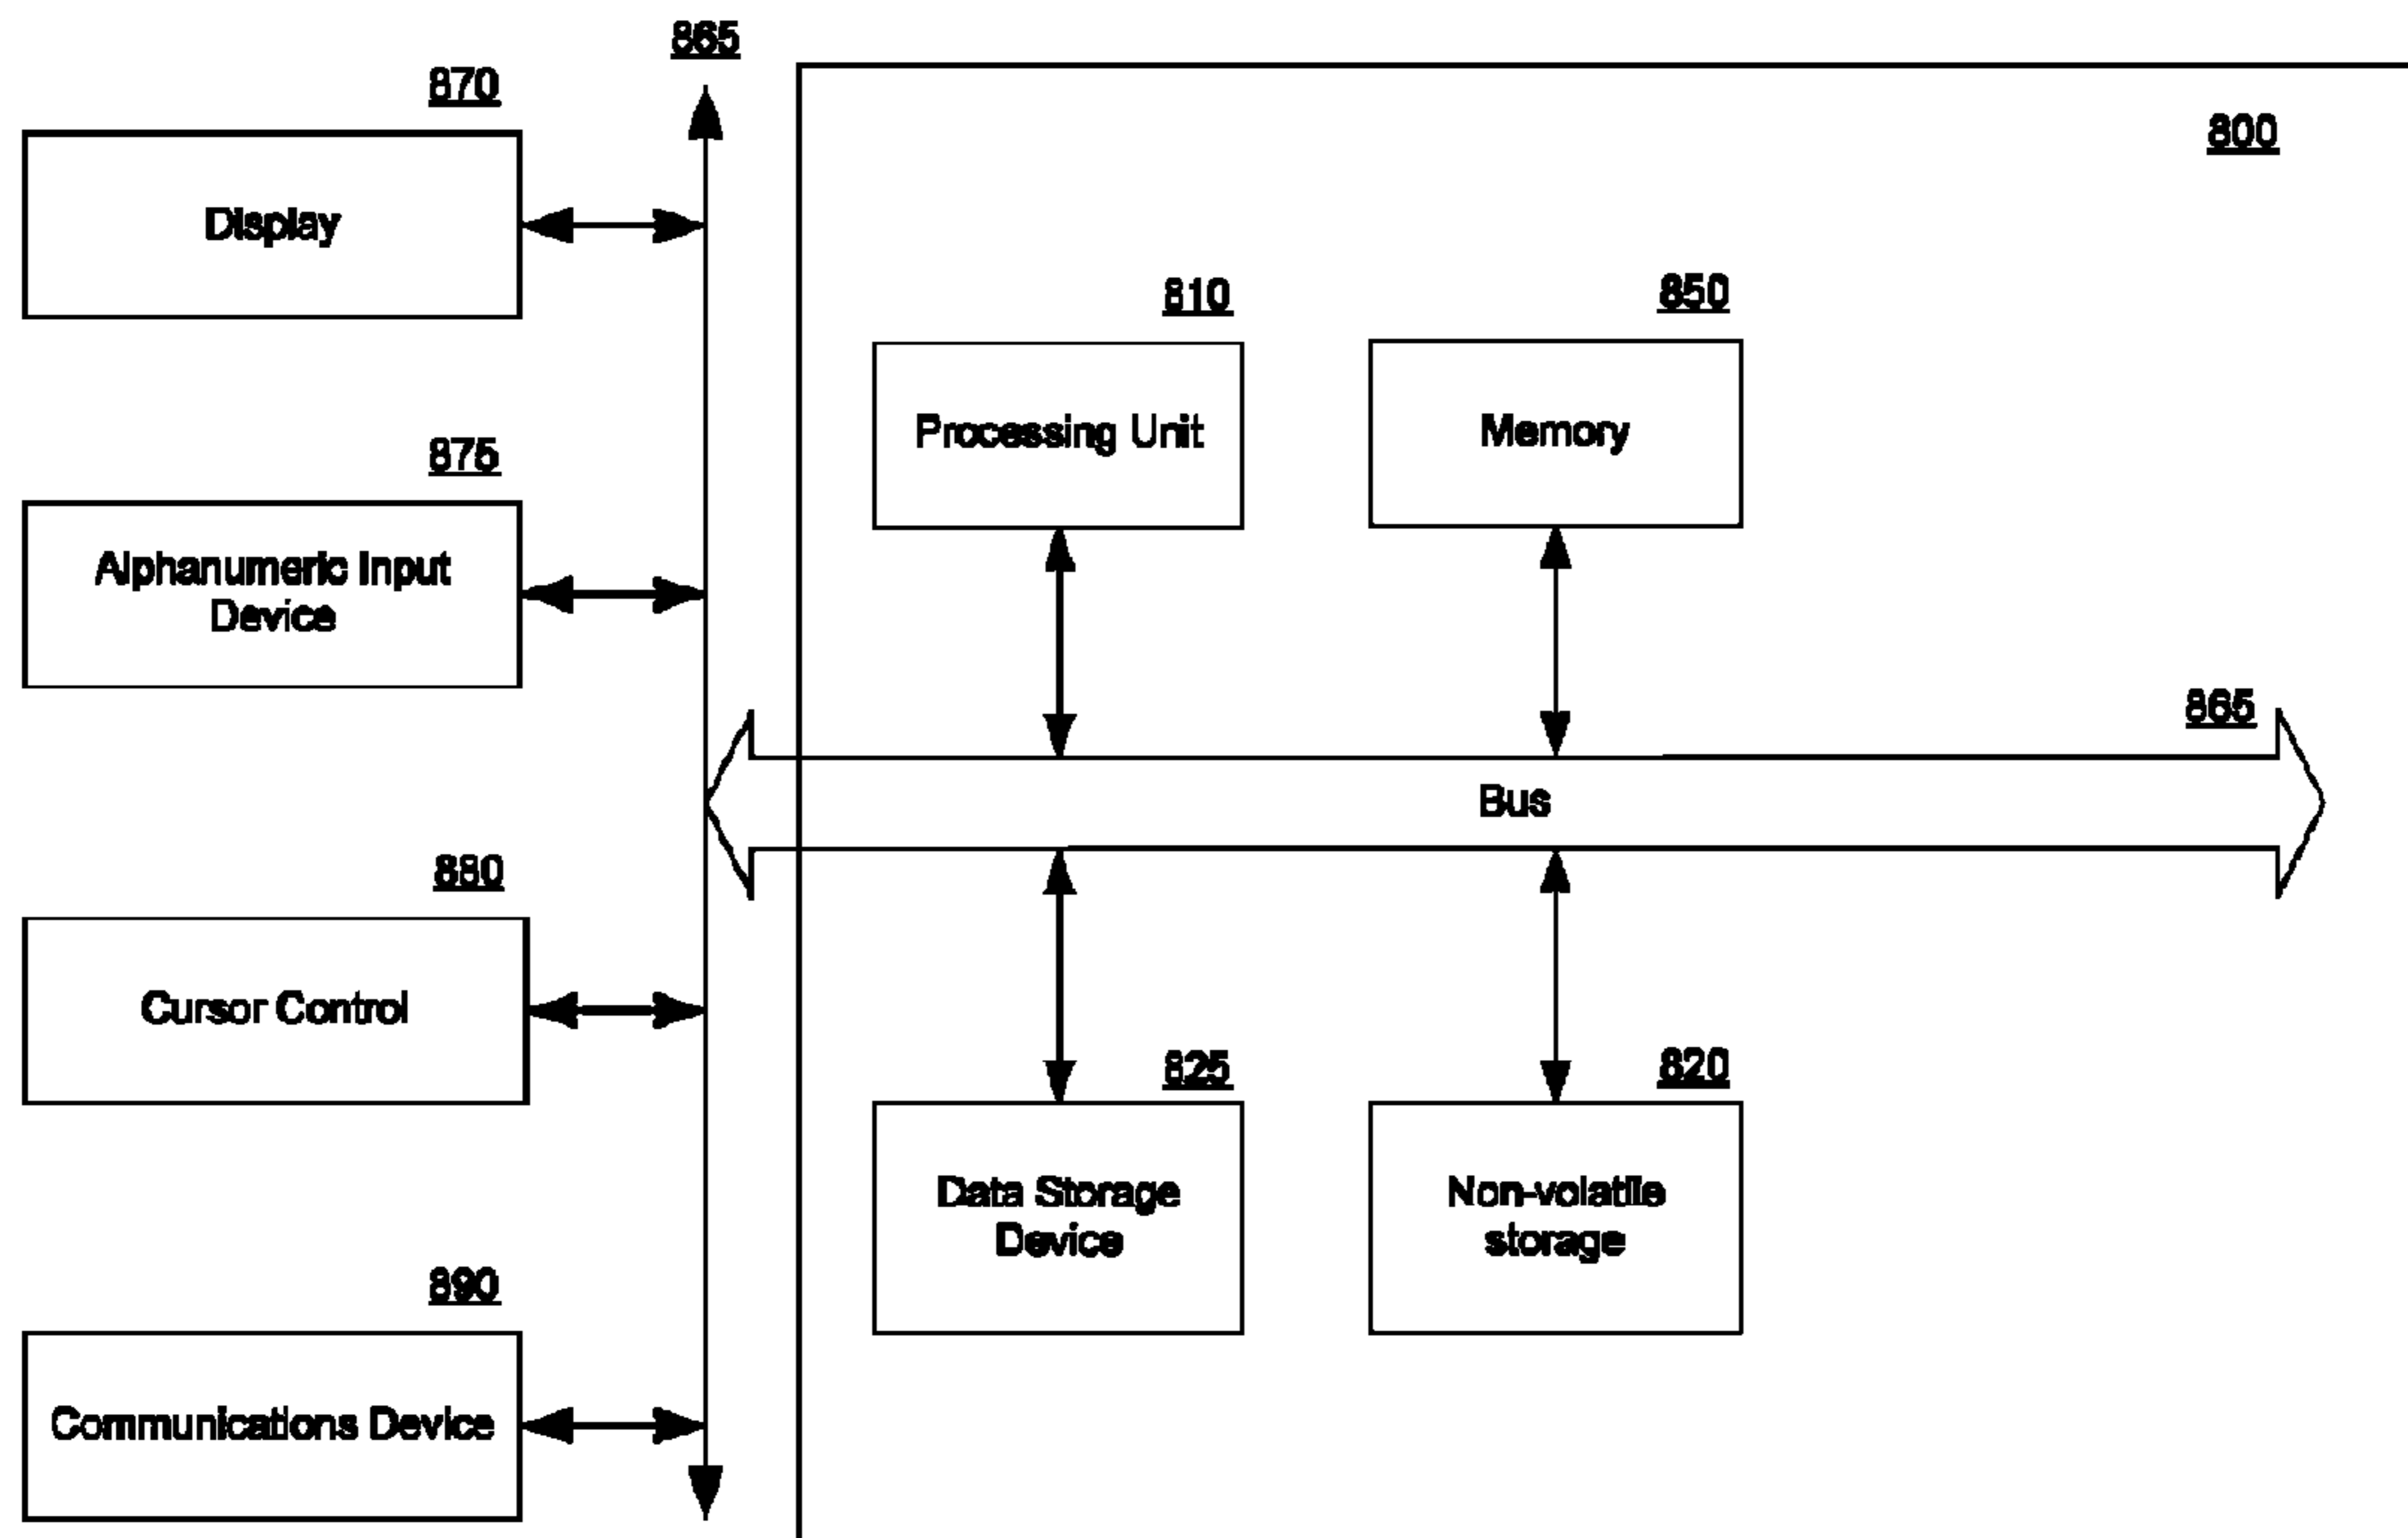 865
870
800
Display
810
850
Processing Unit
Memory
875
Alphanumeric Input
Device
865
Bus
880
Cursor Control
825
820
Data Storage
Device
Non-volatile
storage
890
Communications Device